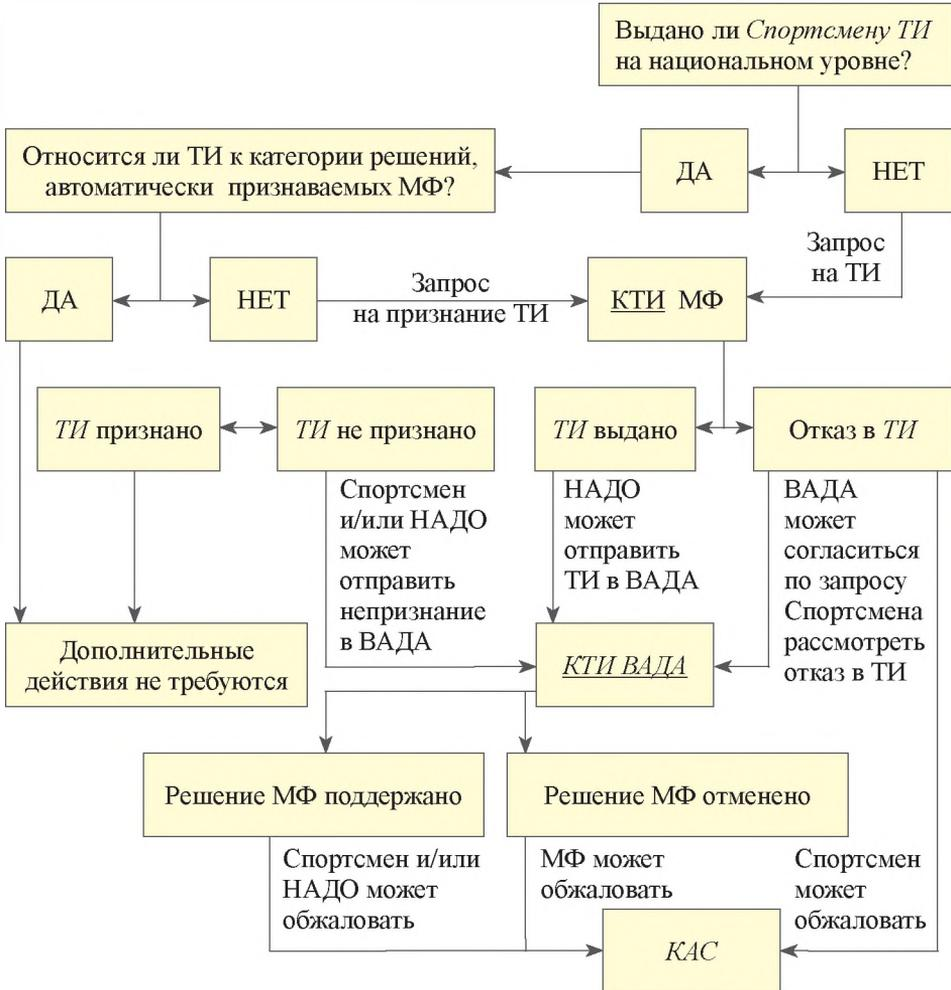 Выдано ли Спортсмену ТИ
на национальном уровне?
Относится ли ТИ к категории решений,
автоматически признаваемых МФ?
ДА
НЕТ
Запрос
на ТИ
ДА
НЕТ
Запрос
на признание ТИ
КТИ МФ
ТИ признано
ТИ не признано
ТИ выдано
Отказ в ТИ
Спортсмен
и/или НАДО
может
отправить
непризнание
в ВАДА
НАДО
может
отправить
ТИ в ВАДА
ВАДА
может
согласиться
по запросу
Спортсмена
рассмотреть
отказ в ТИ
Дополнительные
действия не требуются
КТИ ВАДА
Решение МФ поддержано
Решение МФ отменено
Спортсмен и/или
НАДО может
обжаловать
МФ может
обжаловать
Спортсмен
может
обжаловать
КАС